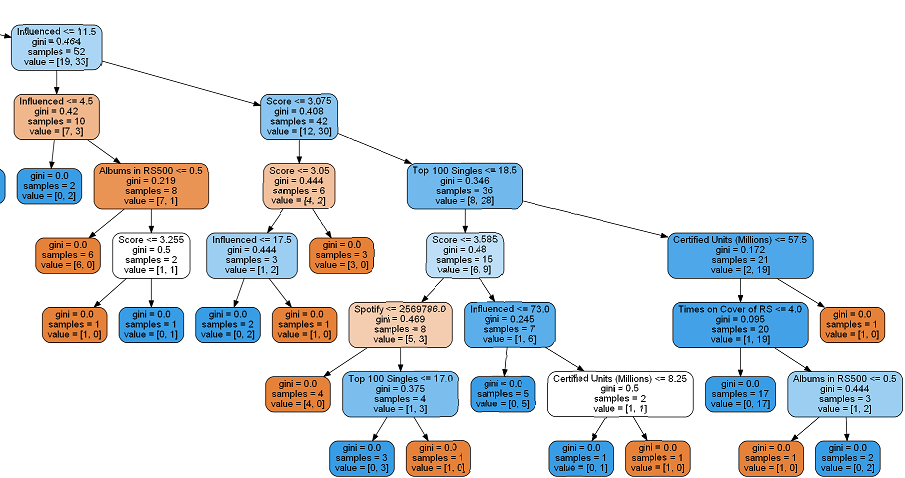 Influenced <= 11.5
gini = 0.464
samples = 52
value = [19, 33]
Influenced <= 4.5
gini = 0.42
samples = 10
value = [7, 3]
Score <= 3.075
gini = 0.408
samples = 42
value = [12, 30]
gini = 0.0
samples = 2
value = [0, 2]
Albums in RS500 <= 0.5
gini = 0.219
samples = 8
value = [7, 1]
Score <= 3.05
gini = 0.444
samples = 6
value = [4, 2]
Top 100 Singles <= 18.5
gini = 0.346
samples = 36
value = [8, 28]
gini = 0.0
samples = 6
value = [6, 0]
Score <= 3.255
gini = 0.5
samples = 2
value = [1, 1]
Influenced <= 17.5
gini = 0.444
samples = 3
value = [1, 2]
gini = 0.0
samples = 3
value = [3, 0]
Score <= 3.585
gini = 0.48
samples = 15
value = [6, 9]
Certified Units (Millions) <= 57.5
gini = 0.172
samples = 21
value = [2, 19]
gini = 0.0
samples = 1
value = [1, 0]
gini = 0.0
samples = 1
value = [0, 1]
gini = 0.0
samples = 2
value = [0, 2]
gini = 0.0
samples = 1
value = [1, 0]
Spotify <= 2569786.0
gini = 0.469
samples = 8
value = [5, 3]
Influenced <= 73.0
gini = 0.245
samples = 7
value = [1, 6]
Times on Cover of RS <= 4.0
gini = 0.095
samples = 20
value = [1, 19]
gini = 0.0
samples = 1
value = [1, 0]
gini = 0.0
samples = 4
value = [4, 0]
Top 100 Singles <= 17.0
gini = 0.375
samples = 4
value = [1, 3]
gini = 0.0
samples = 5
value = [0, 5]
Certified Units (Millions) <= 8.25
gini = 0.5
samples = 2
value = [1, 1]
gini = 0.0
samples = 17
value = [0, 17]
Albums in RS500 <= 0.5
gini = 0.444
samples = 3
value = [1, 2]
gini = 0.0
samples = 3
value = [0, 3]
gini = 0.0
samples = 1
value = [1, 0]
gini = 0.0
samples = 1
value = [0, 1]
gini = 0.0
samples = 1
value = [1, 0]
gini = 0.0
samples = 1
value = [1, 0]
gini = 0.0
samples = 2
value = [0, 2]